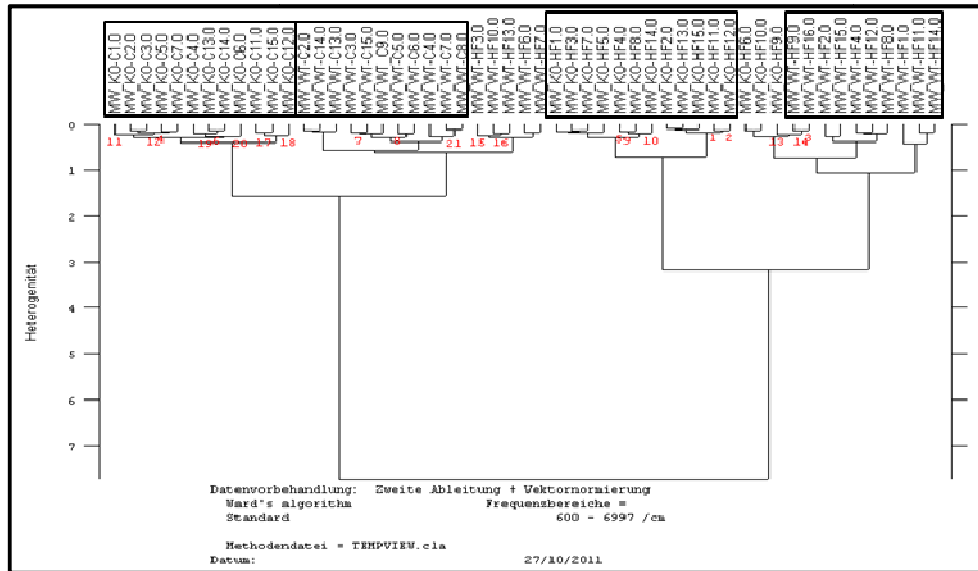 MW_KO-C1.0
MW_KO-C2.0
MW_KO-C3.0
MW_KO-C5.0
MW_KO-C7.0
MW_KO-C4.0
MW_KO-C13.0
MW_KO-C14.0
MW_KO-C6.0
MW_KO-C11.0
MW_KO-C15.0
MW_KO-C12.0
MW_WT-C2.0
MW_WT-C14.0
MW_WT-C13.0
MW_WT-C3.0
MW_WT-C15.0
MW_WT-C9.0
MW_WT-C5.0
MW_WT-C6.0
MW_WT-C4.0
MW_WT-C7.0
MW_WT-C8.0
MW_WT-HF5.0
MW_WT-HF10.0
MW_WT-HF13.0
MW_WT-HF6.0
MW_WT-HF7.0
MW_KO-HF1.0
MW_KO-HF3.0
MW_KO-HF7.0
MW_KO-HF5.0
MW_KO-HF4.0
MW_KO-HF8.0
MW_KO-HF14.0
MW_KO-HF2.0
MW_KO-HF13.0
MW_KO-HF15.0
MW_KO-HF11.0
MW_KO-HF12.0
MW_KO-HF6.0
MW_KO-HF10.0
MW_KO-HF9.0
MW_WT-HF9.0
MW_WT-HF16.0
MW_WT-HF2.0
MW_WT-HF15.0
MW_WT-HF4.0
MW_WT-HF12.0
MW_WT-HF8.0
MW_WT-HF1.0
MW_WT-HF11.0
MW_WT-HF14.0
0
11 20 17 18 7 8 21 15 16 10 1 2 13 14 3
1
2
3
Heterogenität
4
5
6
7
Datenvorbehandlung: Zweite Ableitung + Vektornormierung
Ward's algorithm Frequenzbereiche =
Standard 600 - 6997 /cm
Methodendatei = TEMPVIEW.cla
Datum: 27/10/2011